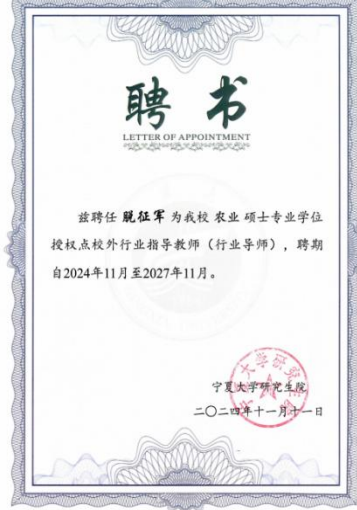 聘书
LETTER OF APPOINTMENT
兹聘任 脱征军 为我校 农业 硕士专业学位
授权点校外行业指导教师（行业导师），聘期
自2024年11月至2027年11月。
宁夏大学研究生院
二〇二四年十一月十一日